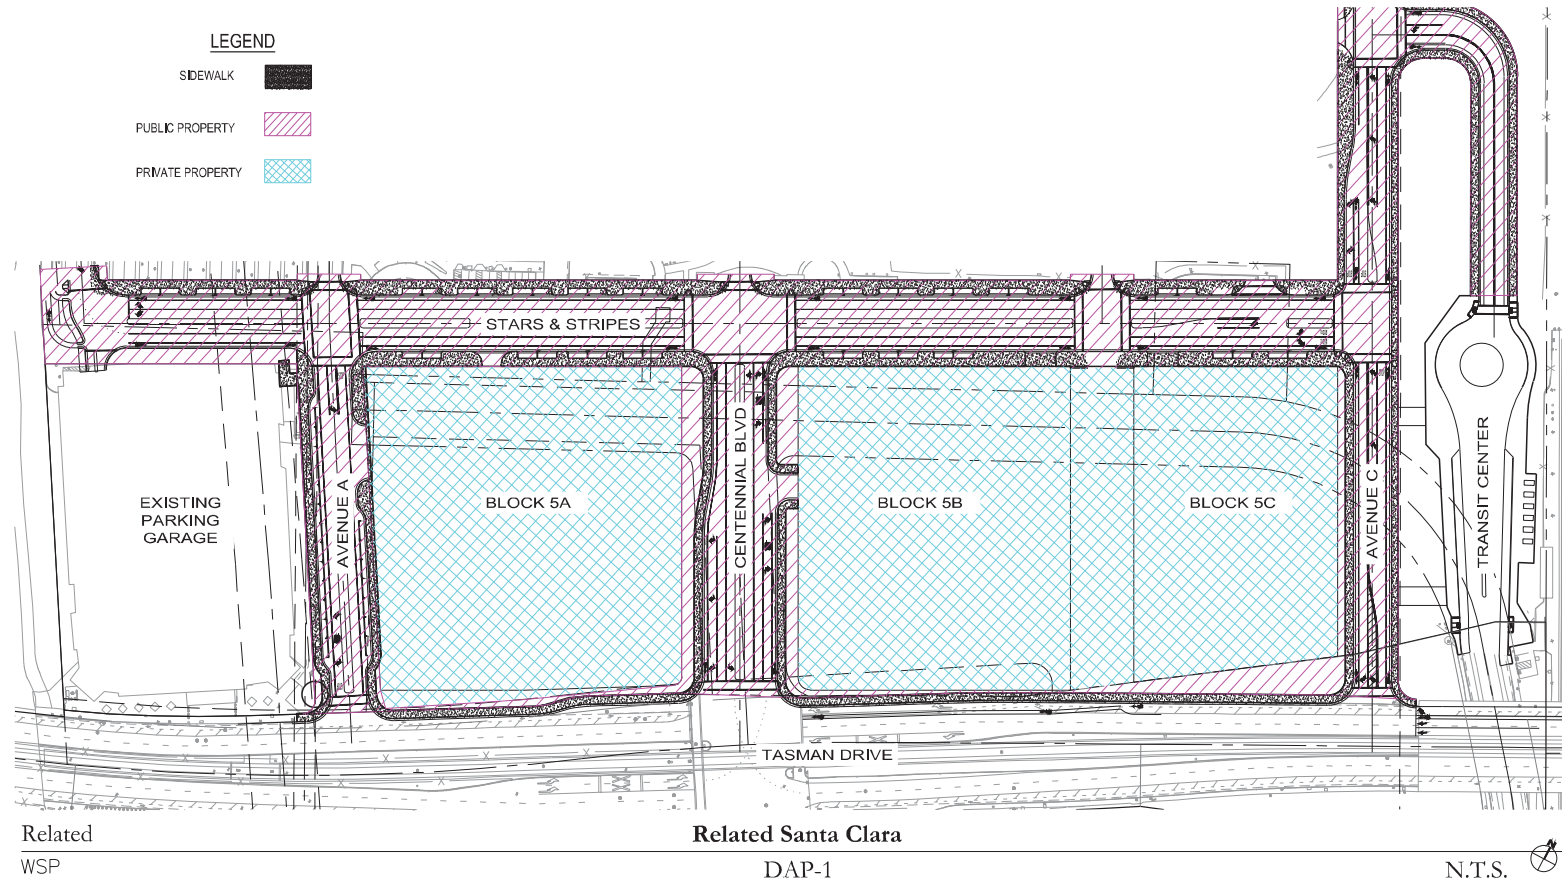 LEGEND
SIDEWALK
PUBLIC PROPERTY
PRIVATE PROPERTY
STARS & STRIPES
EXISTING
PARKING
GARAGE
AVENUE A
BLOCK 5A
CENTENNIAL BLVD
BLOCK 5B
BLOCK 5C
AVENUE C
TRANSIT CENTER
TASMAN DRIVE
Related
Related Santa Clara
WSP
DAP-1
N.T.S.
N